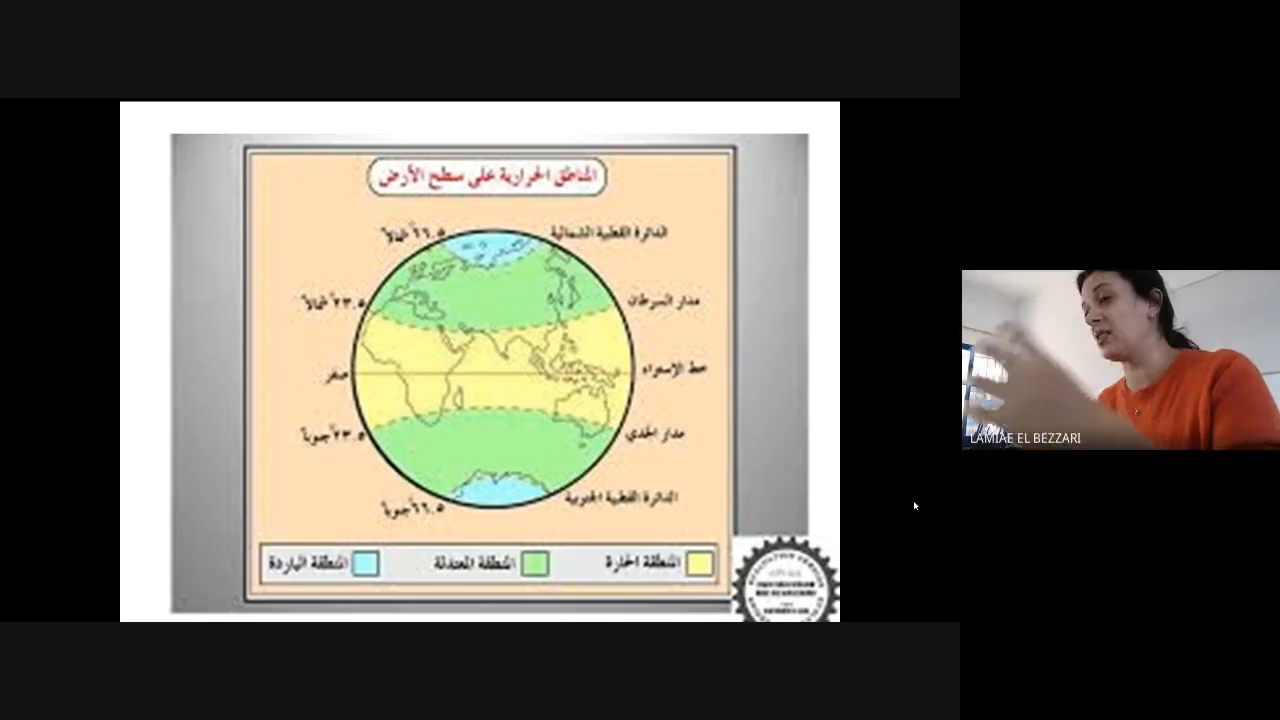 المناطق الحرارية على سطح الأرض
الدائرة القطبية الشمالية
٦٦.٥ شمالاً
مدار السرطان
٢٣.٥ شمالاً
خط الإستواء
صفر
مدار الجدي
٢٣.٥ جنوباً
الدائرة القطبية الجنوبية
٦٦.٥ جنوباً
المنطقة الحارة
المنطقة المعتدلة
المنطقة الباردة
LAMIAE EL BEZZARI